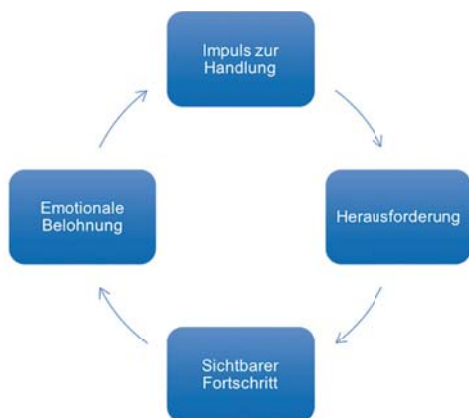 Impuls zur
Handlung
Herausforderung
Sichtbarer
Fortschritt
Emotionale
Belohnung